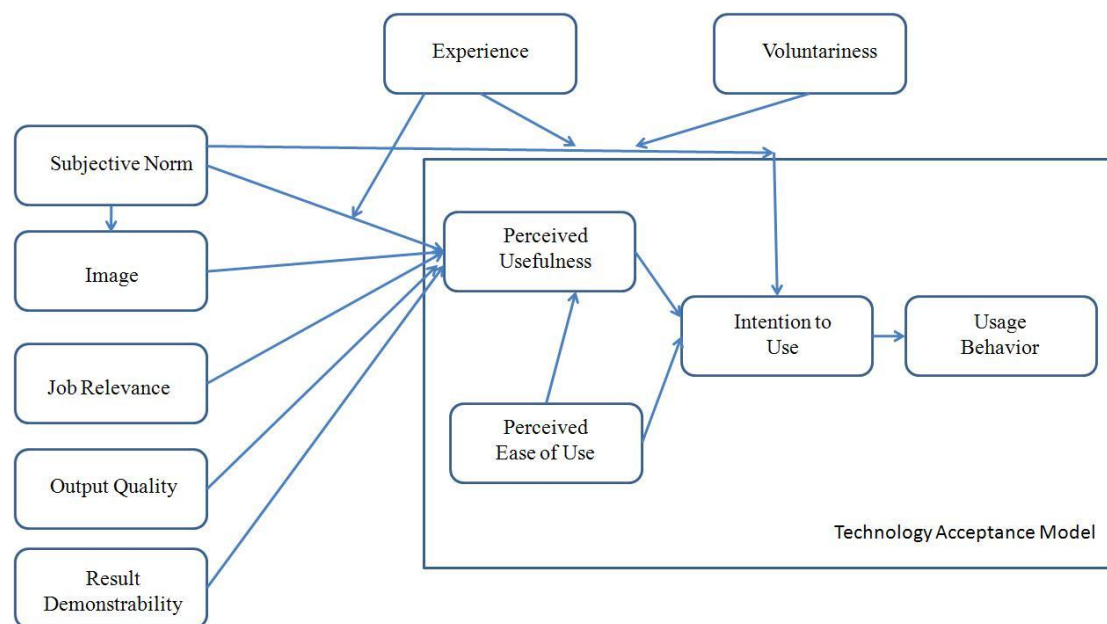 Experience
Voluntariness
Subjective Norm
Image
Job Relevance
Output Quality
Result
Demonstrability
Perceived
Usefulness
Perceived
Ease of Use
Intention to
Use
Usage
Behavior
Technology Acceptance Model